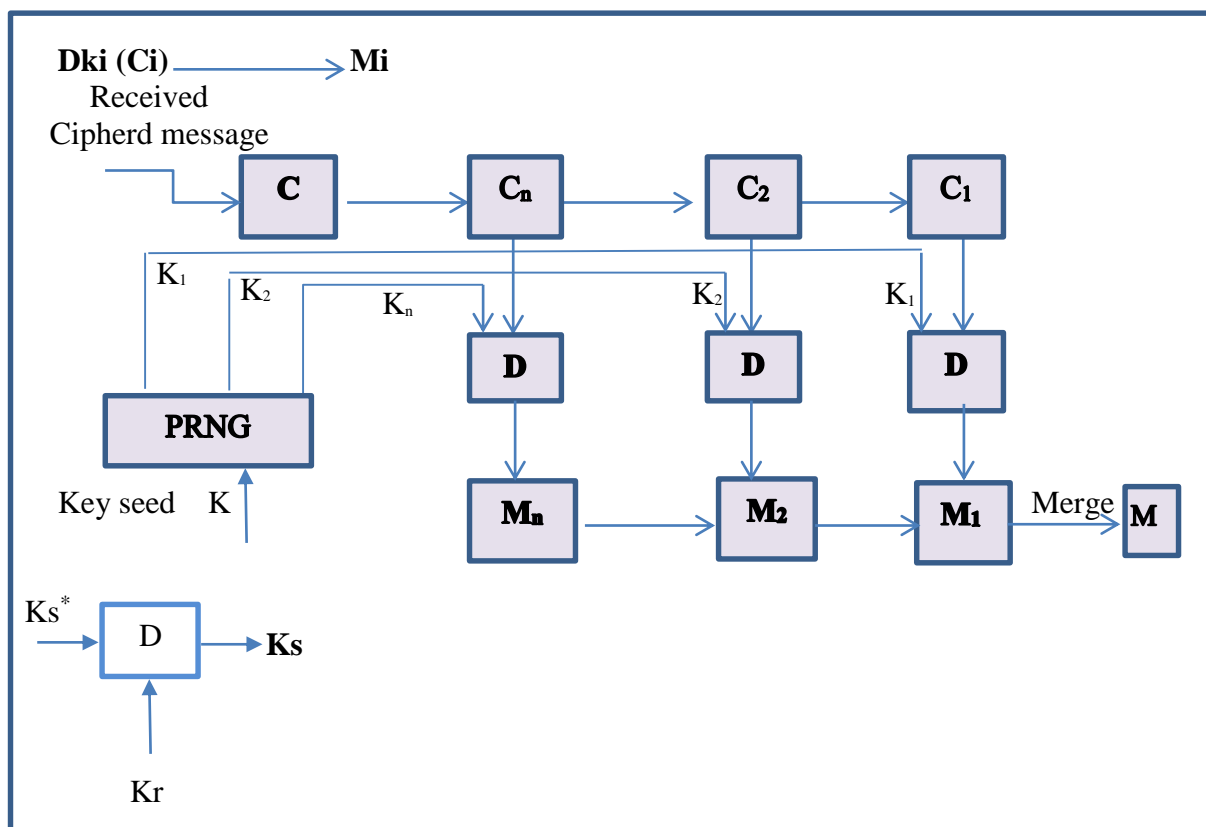 Dki (Ci) Mi
Received
Cipherd message
C Cn C2 C1
K1 K2 Kn K2 K1
D D D
PRNG
Key seed K
Mn M2 M1 Merge M
Ks* D Ks
Kr